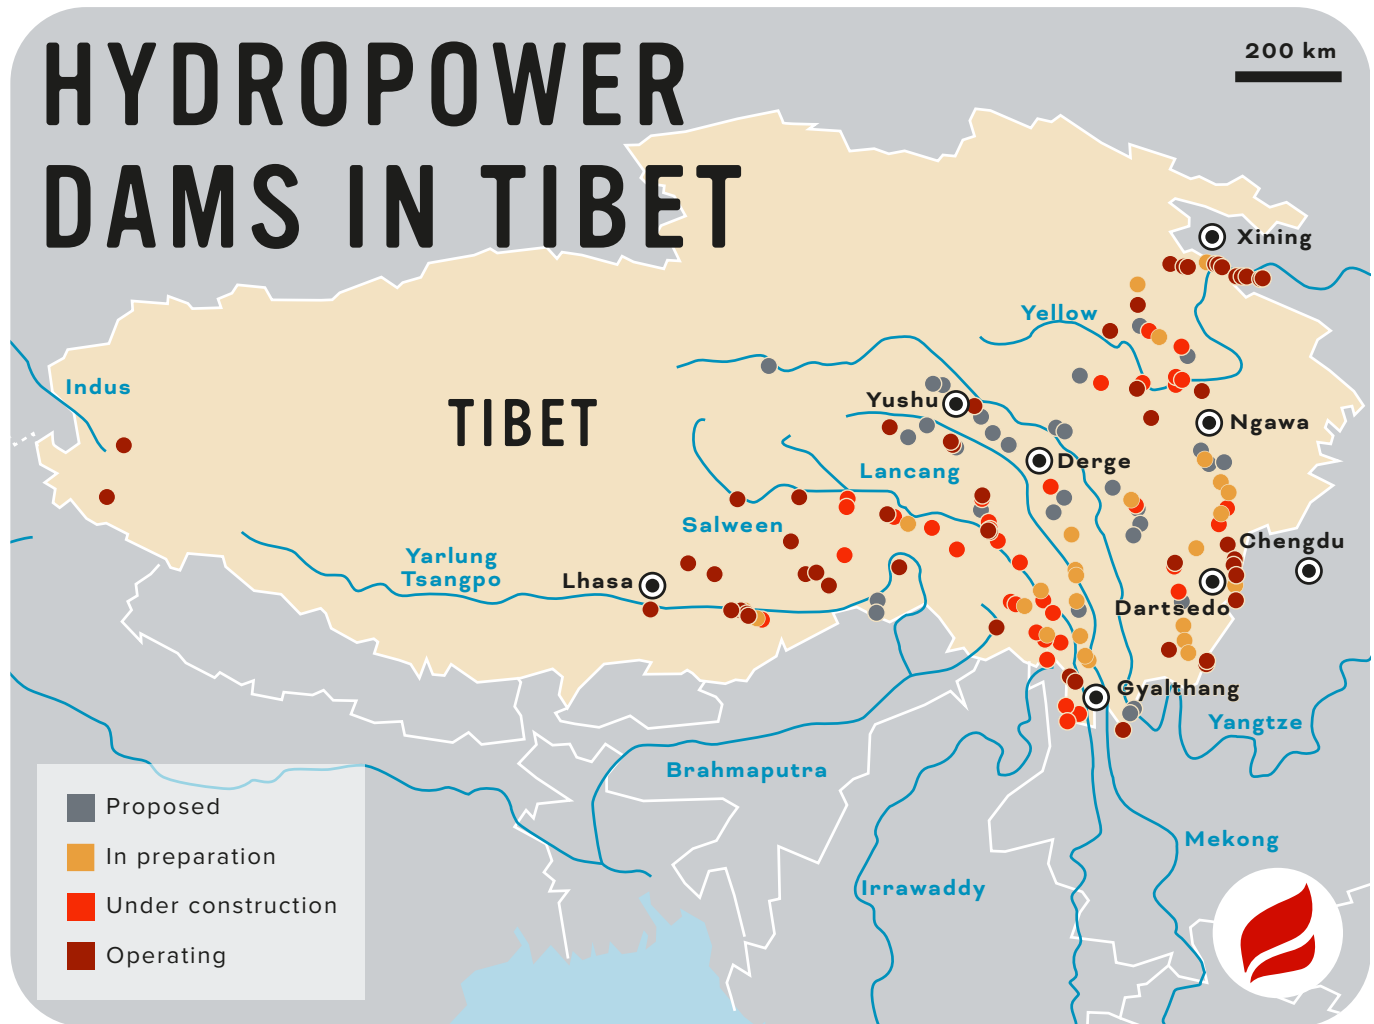 HYDROPOWER
DAMS IN TIBET
200 km
Xining
Yellow
Indus
Yushu
TIBET
Ngawa
Derge
Lancang
Salween
Chengdu
Yarlung
Tsangpo
Lhasa
Dartsedo
Gyalthang
Yangtze
Brahmaputra
Proposed
In preparation
Under construction
Operating
Mekong
Irrawaddy